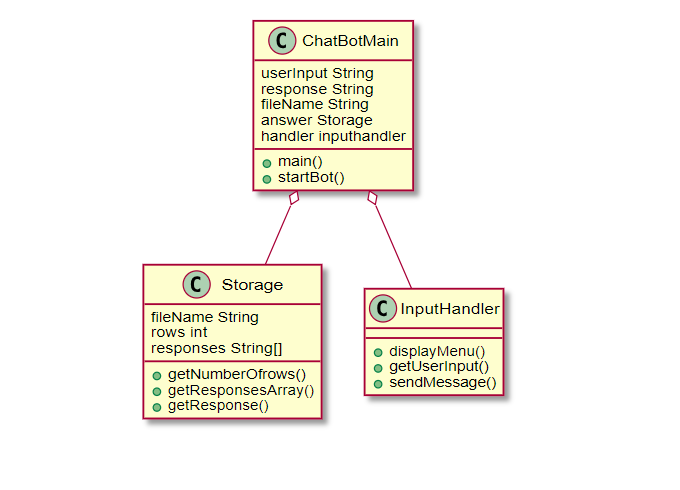 C ChatBotMain
userInput String
response String
fileName String
answer Storage
handler inputhandler
main()
startBot()
C Storage
fileName String
rows int
responses String[]
getNumberOfrows()
getResponsesArray()
getResponse()
C InputHandler
displayMenu()
getUserInput()
sendMessage()